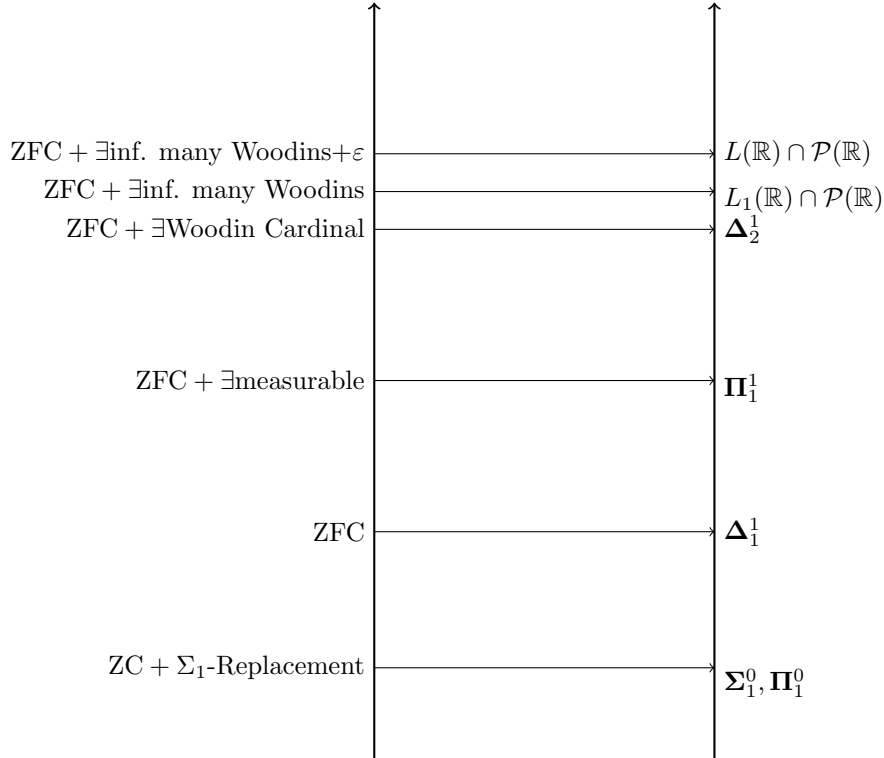 ZFC + ∃inf. many Woodins+ε
L(ℝ) ∩ 𝒫(ℝ)
ZFC + ∃inf. many Woodins
L₁(ℝ) ∩ 𝒫(ℝ)
ZFC + ∃Woodin Cardinal
𝚫¹₂
ZFC + ∃measurable
𝚷¹₁
ZFC
𝚫¹₁
ZC + Σ₁-Replacement
𝚺⁰₁, 𝚷⁰₁